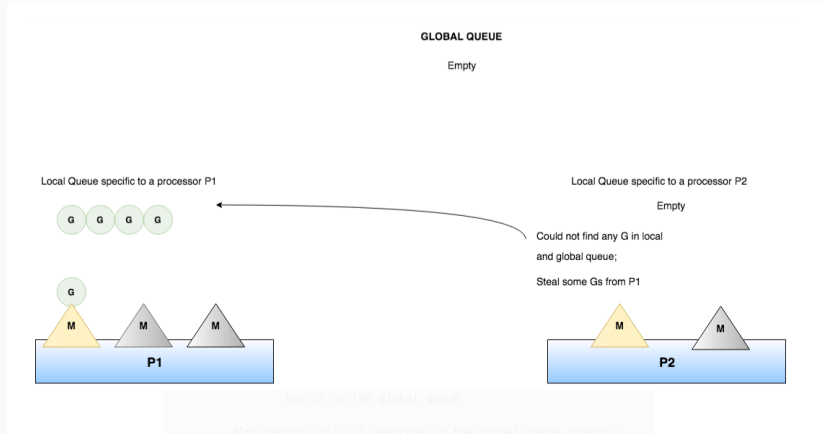 GLOBAL QUEUE
Empty
Local Queue specific to a processor P1
Local Queue specific to a processor P2
Empty
G G G G
Could not find any G in local
and global queue;
Steal some Gs from P1
G
M M M
M M
P1
P2
Search in the global queue